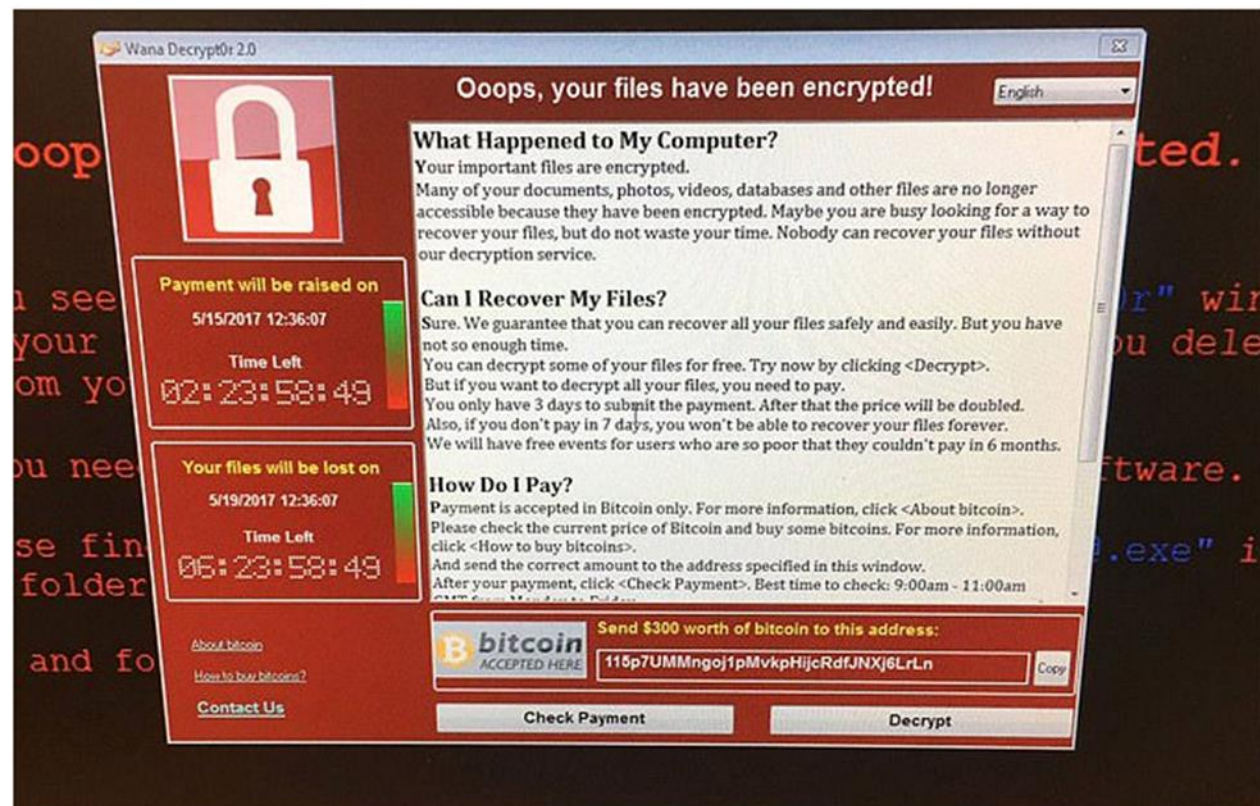 Wana Decrypt0r 2.0
Ooops, your files have been encrypted!
English
What Happened to My Computer?
Your important files are encrypted.
Many of your documents, photos, videos, databases and other files are no longer
accessible because they have been encrypted. Maybe you are busy looking for a way to
recover your files, but do not waste your time. Nobody can recover your files without
our decryption service.
Can I Recover My Files?
Sure. We guarantee that you can recover all your files safely and easily. But you have
not so enough time.
You can decrypt some of your files for free. Try now by clicking <Decrypt>.
But if you want to decrypt all your files, you need to pay.
You only have 3 days to submit the payment. After that the price will be doubled.
Also, if you don't pay in 7 days, you won't be able to recover your files forever.
We will have free events for users who are so poor that they couldn't pay in 6 months.
How Do I Pay?
Payment is accepted in Bitcoin only. For more information, click <About bitcoin>.
Please check the current price of Bitcoin and buy some bitcoins. For more information,
click <How to buy bitcoins>.
And send the correct amount to the address specified in this window.
After your payment, click <Check Payment>. Best time to check: 9:00am - 11:00am
GMT from Monday to Friday
Payment will be raised on
5/15/2017 12:36:07
Time Left
02:23:58:49
Your files will be lost on
5/19/2017 12:36:07
Time Left
06:23:58:49
About bitcoin
How to buy bitcoins?
Contact Us
bitcoin
ACCEPTED HERE
Send $300 worth of bitcoin to this address:
115p7UMMngoj1pMvkpHijcRdfJNXj6LrLn
Copy
Check Payment
Decrypt
oop
ted.
see
r" win
your
u dele
om yo
ou nee
tware.
se fin
.exe" i
folder
and fo